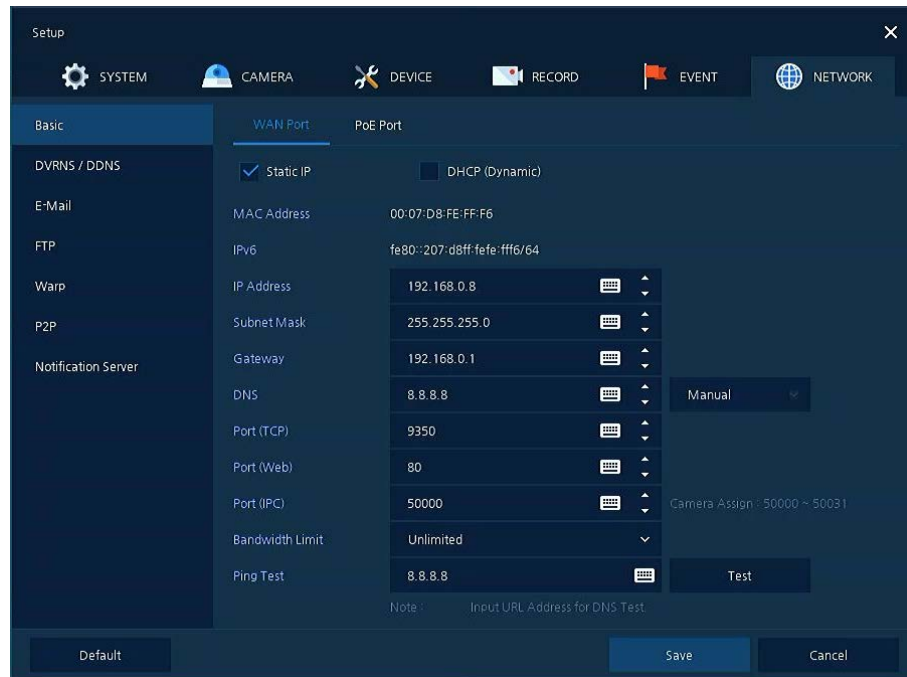 Setup
SYSTEM CAMERA DEVICE RECORD EVENT NETWORK
Basic
DVRNS / DDNS
E-Mail
FTP
Warp
P2P
Notification Server
WAN Port PoE Port
Static IP DHCP (Dynamic)
MAC Address 00:07:D8:FE:FF:F6
IPv6 fe80::207:d8ff:fefe:fff6/64
IP Address 192.168.0.8
Subnet Mask 255.255.255.0
Gateway 192.168.0.1
DNS 8.8.8.8 Manual
Port (TCP) 9350
Port (Web) 80
Port (IPC) 50000 Camera Assign : 50000 ~ 50031
Bandwidth Limit Unlimited
Ping Test 8.8.8.8 Test
Note : Input URL Address for DNS Test.
Default Save Cancel